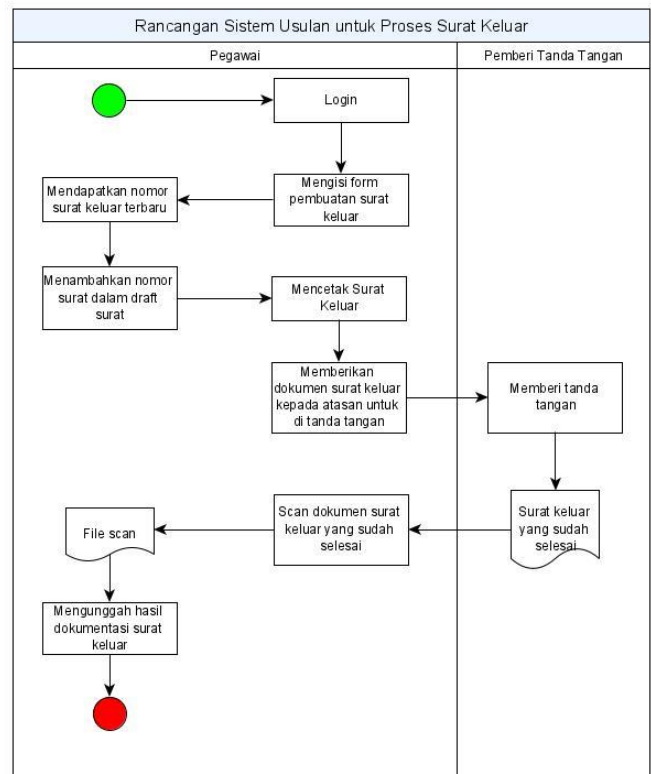 Rancangan Sistem Usulan untuk Proses Surat Keluar
Pegawai
Pemberi Tanda Tangan
Login
Mengisi form
pembuatan surat
keluar
Mendapatkan nomor
surat keluar terbaru
Menambahkan nomor
surat dalam draft
surat
Mencetak Surat
Keluar
Memberikan
dokumen surat keluar
kepada atasan untuk
di tanda tangan
Memberi tanda
tangan
Surat keluar
yang sudah
selesai
Scan dokumen surat
keluar yang sudah
selesai
File scan
Mengunggah hasil
dokumentasi surat
keluar